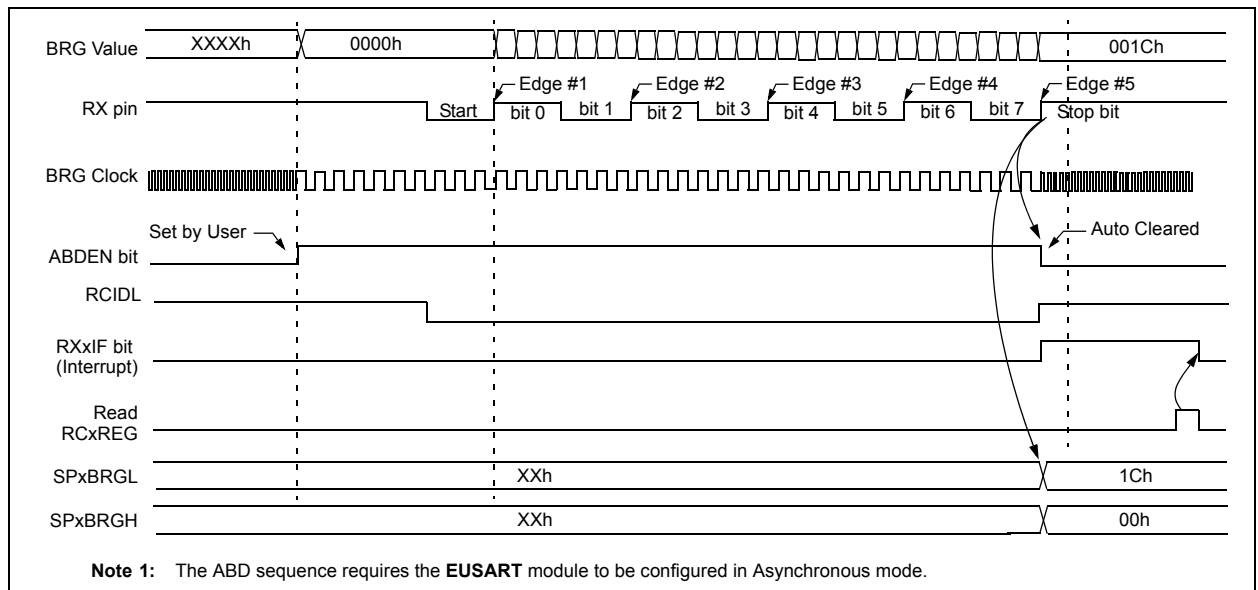 BRG Value XXXXh 0000h 001Ch
Edge #1 Edge #2 Edge #3 Edge #4 Edge #5
RX pin Start bit 0 bit 1 bit 2 bit 3 bit 4 bit 5 bit 6 bit 7 Stop bit
BRG Clock
Set by User Auto Cleared
ABDEN bit
RCIDL
RXxIF bit
(Interrupt)
Read
RCxREG
SPxBRGL XXh 1Ch
SPxBRGH XXh 00h
Note 1: The ABD sequence requires the EUSART module to be configured in Asynchronous mode.